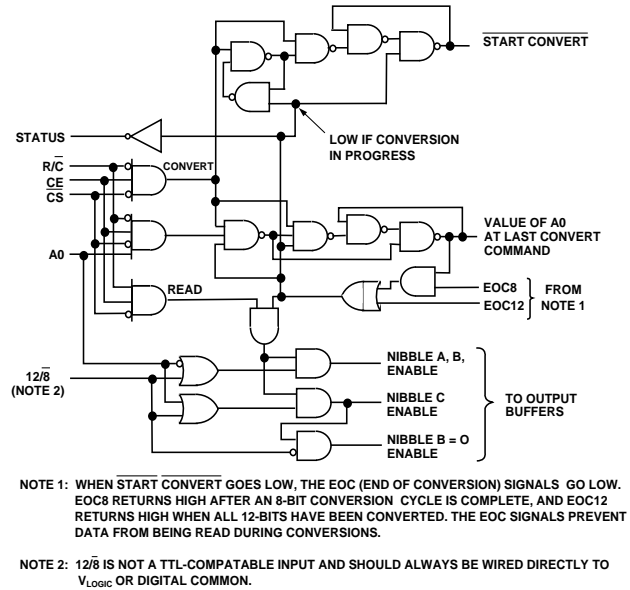 START CONVERT
STATUS
LOW IF CONVERSION
IN PROGRESS
R/C
CE
CS
CONVERT
A0
VALUE OF A0
AT LAST CONVERT
COMMAND
READ
EOC8
EOC12
FROM
NOTE 1
12/8
(NOTE 2)
NIBBLE A, B,
ENABLE
NIBBLE C
ENABLE
NIBBLE B = O
ENABLE
TO OUTPUT
BUFFERS
NOTE 1: WHEN START CONVERT GOES LOW, THE EOC (END OF CONVERSION) SIGNALS GO LOW.
EOC8 RETURNS HIGH AFTER AN 8-BIT CONVERSION CYCLE IS COMPLETE, AND EOC12
RETURNS HIGH WHEN ALL 12-BITS HAVE BEEN CONVERTED. THE EOC SIGNALS PREVENT
DATA FROM BEING READ DURING CONVERSIONS.
NOTE 2: 12/8 IS NOT A TTL-COMPATABLE INPUT AND SHOULD ALWAYS BE WIRED DIRECTLY TO
VLOGIC OR DIGITAL COMMON.